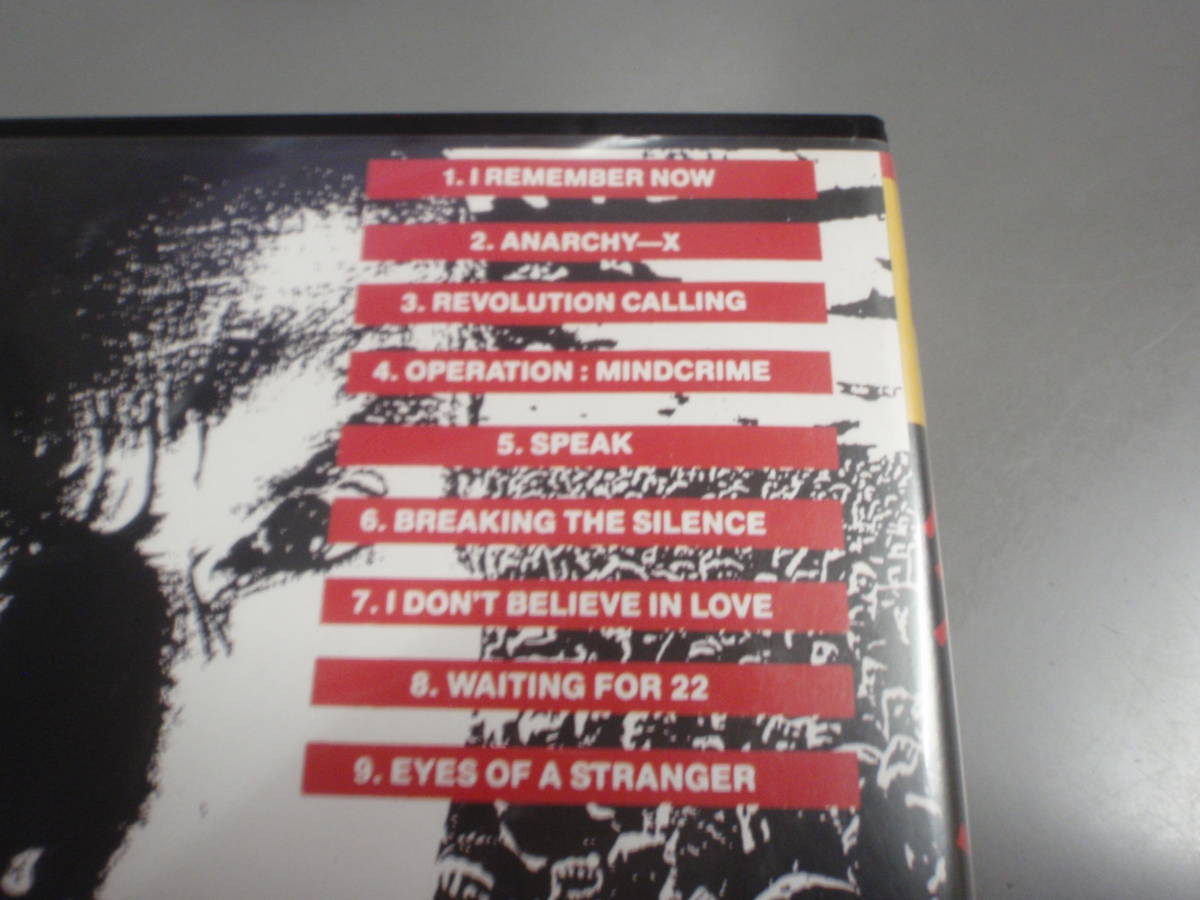 1. I REMEMBER NOW
2. ANARCHY—X
3. REVOLUTION CALLING
4. OPERATION : MINDCRIME
5. SPEAK
6. BREAKING THE SILENCE
7. I DON'T BELIEVE IN LOVE
8. WAITING FOR 22
9. EYES OF A STRANGER